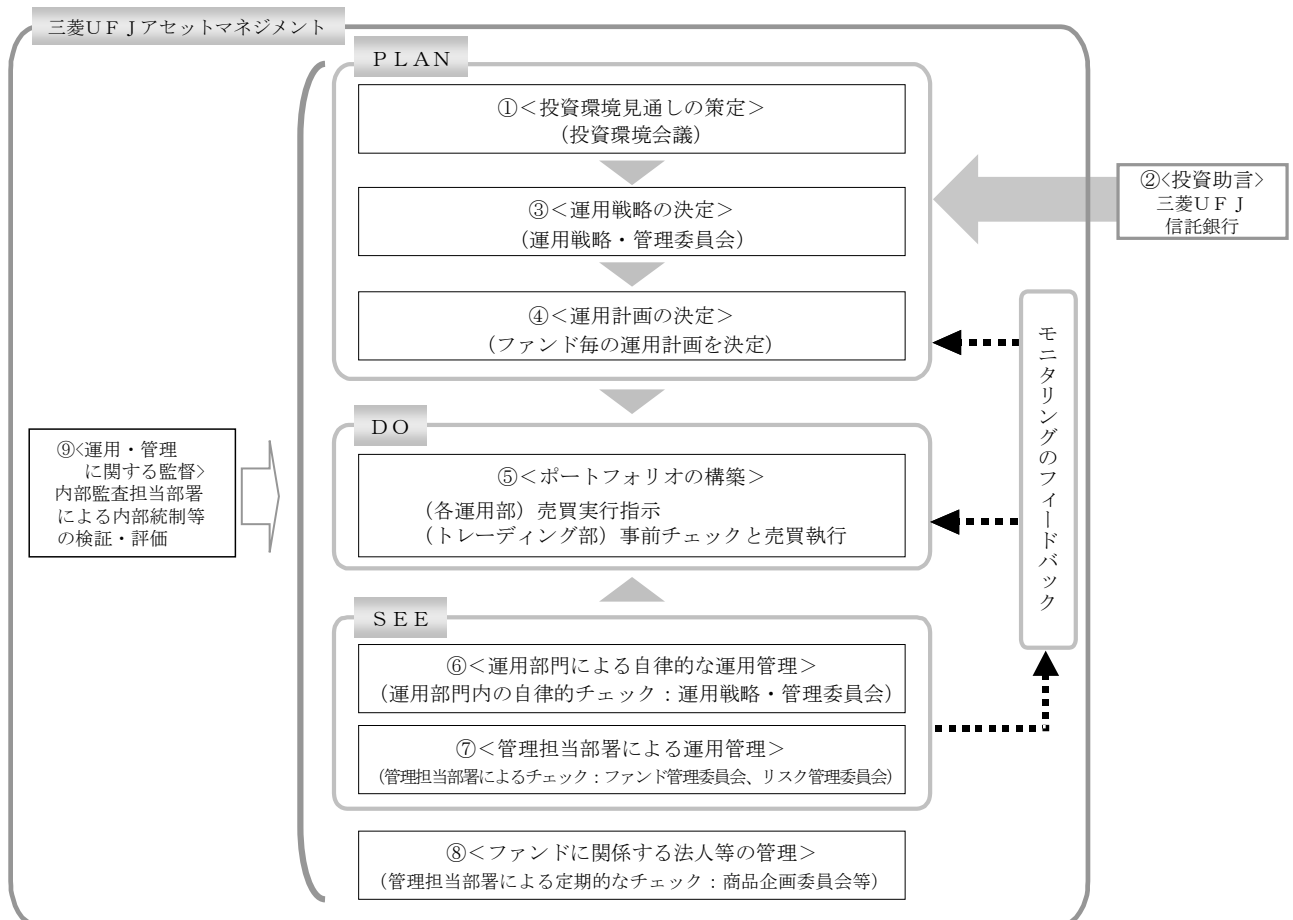 三菱ＵＦＪアセットマネジメント
ＰＬＡＮ
①＜投資環境見通しの策定＞
（投資環境会議）
②<投資助言>
三菱ＵＦＪ
信託銀行
③＜運用戦略の決定＞
（運用戦略・管理委員会）
④＜運用計画の決定＞
（ファンド毎の運用計画を決定）
モニタリングのフィードバック
ＤＯ
⑤＜ポートフォリオの構築＞
（各運用部）売買実行指示
（トレーディング部）事前チェックと売買執行
⑨<運用・管理
に関する監督>
内部監査担当部署
による内部統制等
の検証・評価
ＳＥＥ
⑥＜運用部門による自律的な運用管理＞
（運用部門内の自律的チェック：運用戦略・管理委員会）
⑦＜管理担当部署による運用管理＞
（管理担当部署によるチェック：ファンド管理委員会、リスク管理委員会）
⑧＜ファンドに関係する法人等の管理＞
（管理担当部署による定期的なチェック：商品企画委員会等）